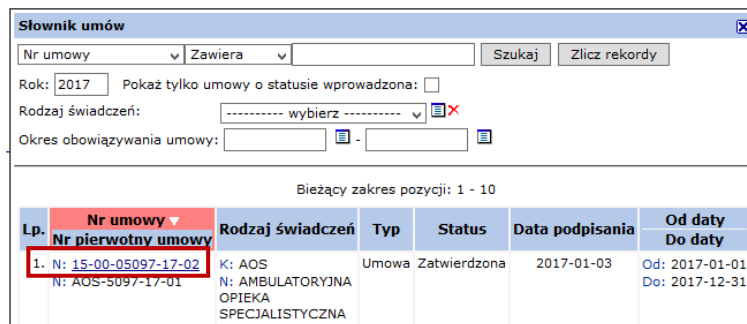 Słownik umów
Nr umowy Zawiera Szukaj Zlicz rekordy
Rok: 2017 Pokaż tylko umowy o statusie wprowadzona:
Rodzaj świadczeń: ---------- wybierz ----------
Okres obowiązywania umowy: -
Bieżący zakres pozycji: 1 - 10
Lp. Nr umowy Nr pierwotny umowy Rodzaj świadczeń Typ Status Data podpisania Od daty Do daty
1. N: 15-00-05097-17-02 K: AOS Umowa Zatwierdzona 2017-01-03 Od: 2017-01-01
N: AOS-5097-17-01 N: AMBULATORYJNA Do: 2017-12-31
OPIEKA
SPECJALISTYCZNA